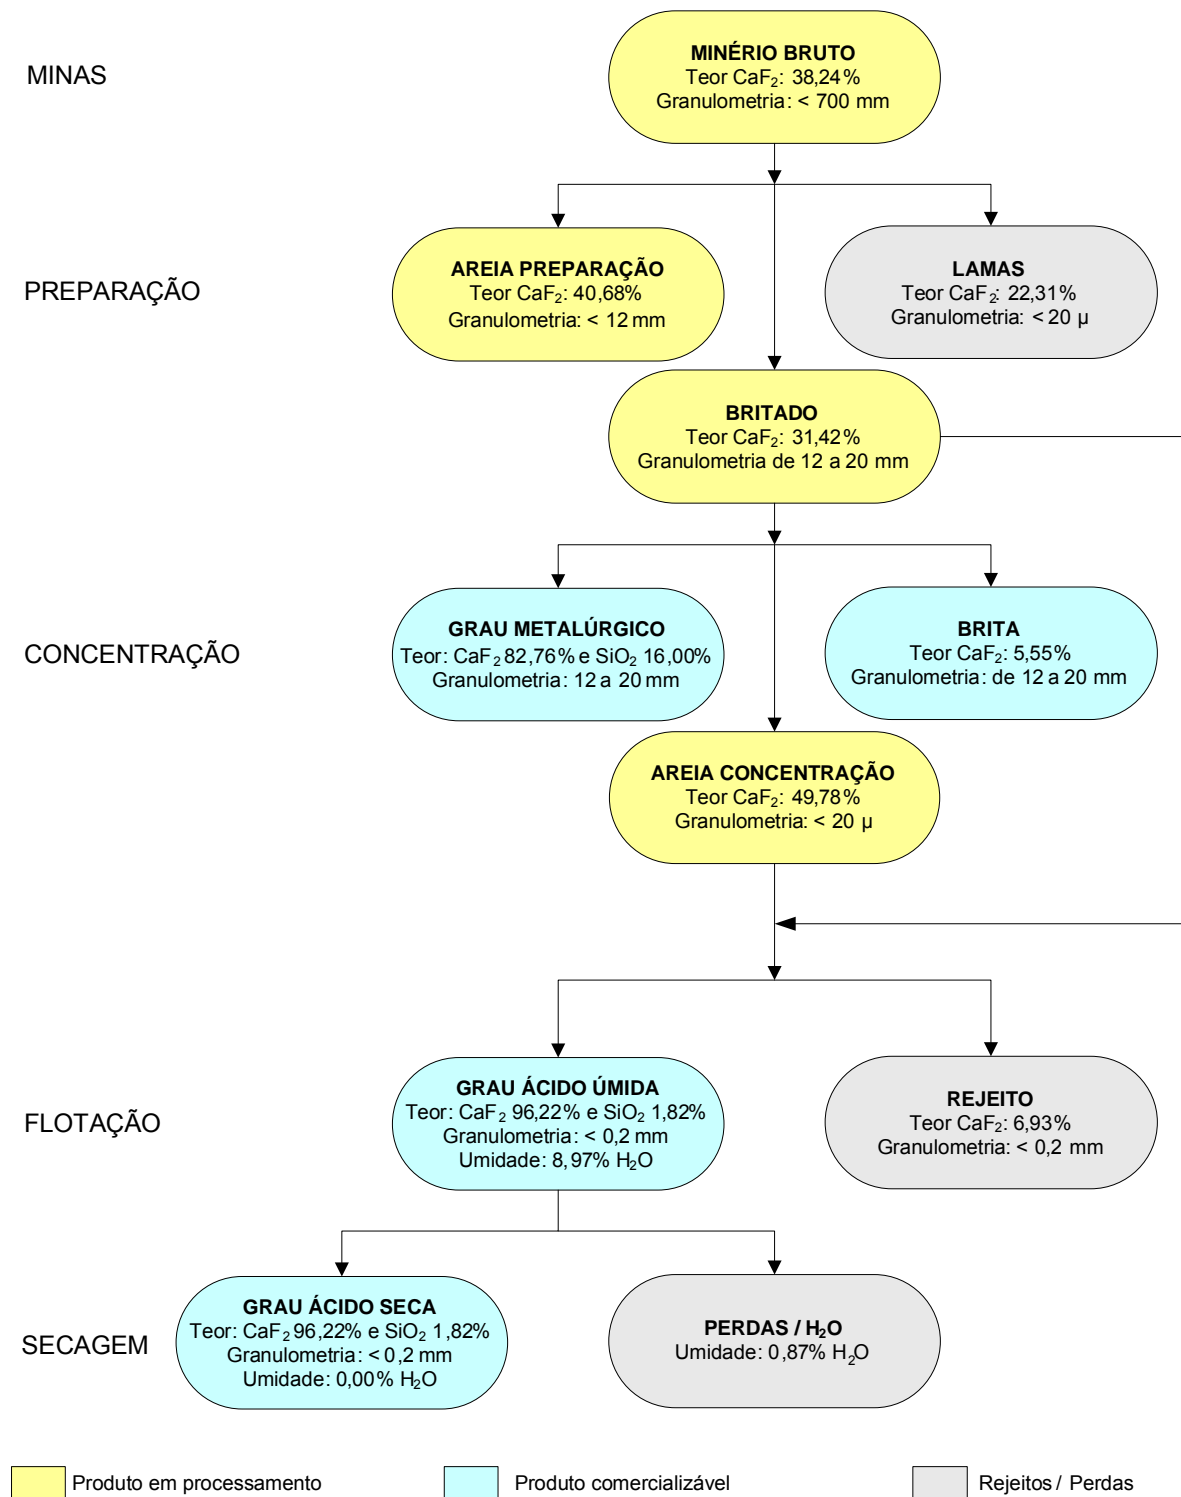 MINAS
MINÉRIO BRUTO
Teor CaF₂: 38,24%
Granulometria: < 700 mm
PREPARAÇÃO
AREIA PREPARAÇÃO
Teor CaF₂: 40,68%
Granulometria: < 12 mm
LAMAS
Teor CaF₂: 22,31%
Granulometria: < 20 µ
BRITADO
Teor CaF₂: 31,42%
Granulometria de 12 a 20 mm
CONCENTRAÇÃO
GRAU METALÚRGICO
Teor: CaF₂ 82,76% e SiO₂ 16,00%
Granulometria: 12 a 20 mm
BRITA
Teor CaF₂: 5,55%
Granulometria: de 12 a 20 mm
AREIA CONCENTRAÇÃO
Teor CaF₂: 49,78%
Granulometria: < 20 µ
FLOTAÇÃO
GRAU ÁCIDO ÚMIDA
Teor: CaF₂ 96,22% e SiO₂ 1,82%
Granulometria: < 0,2 mm
Umidade: 8,97% H₂O
REJEITO
Teor CaF₂: 6,93%
Granulometria: < 0,2 mm
SECAGEM
GRAU ÁCIDO SECA
Teor: CaF₂ 96,22% e SiO₂ 1,82%
Granulometria: < 0,2 mm
Umidade: 0,00% H₂O
PERDAS / H₂O
Umidade: 0,87% H₂O
Produto em processamento
Produto comercializável
Rejeitos / Perdas